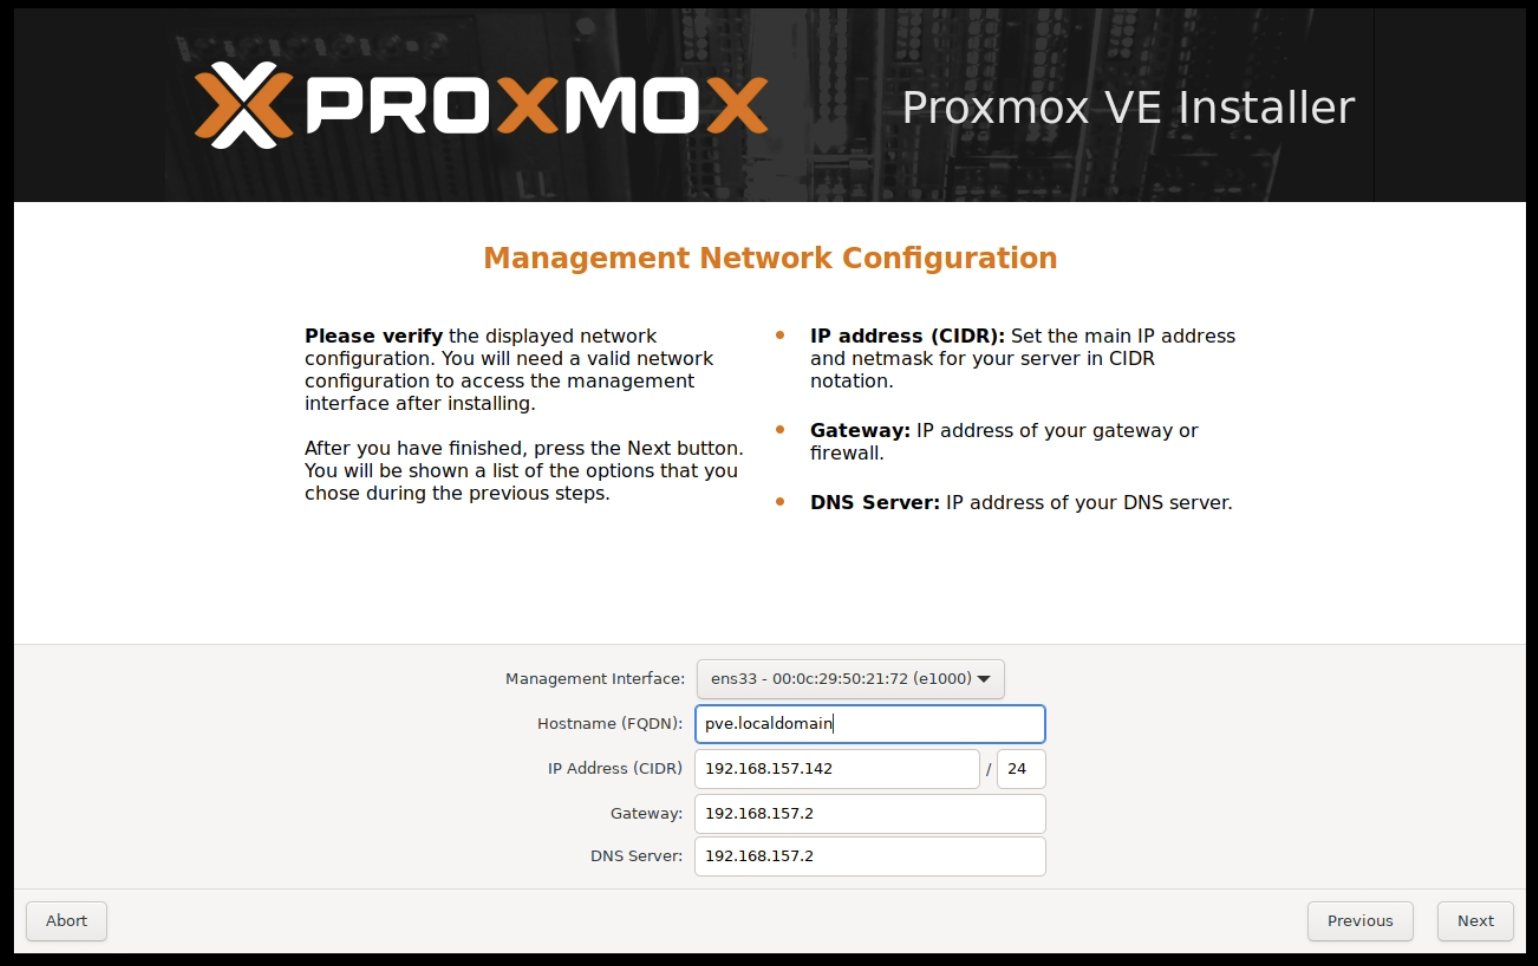 PROXMOX
Proxmox VE Installer
Management Network Configuration
Please verify the displayed network
configuration. You will need a valid network
configuration to access the management
interface after installing.
After you have finished, press the Next button.
You will be shown a list of the options that you
chose during the previous steps.
IP address (CIDR): Set the main IP address
and netmask for your server in CIDR
notation.
Gateway: IP address of your gateway or
firewall.
DNS Server: IP address of your DNS server.
Management Interface: ens33 - 00:0c:29:50:21:72 (e1000)
Hostname (FQDN): pve.localdomain
IP Address (CIDR) 192.168.157.142 / 24
Gateway: 192.168.157.2
DNS Server: 192.168.157.2
Abort Previous Next